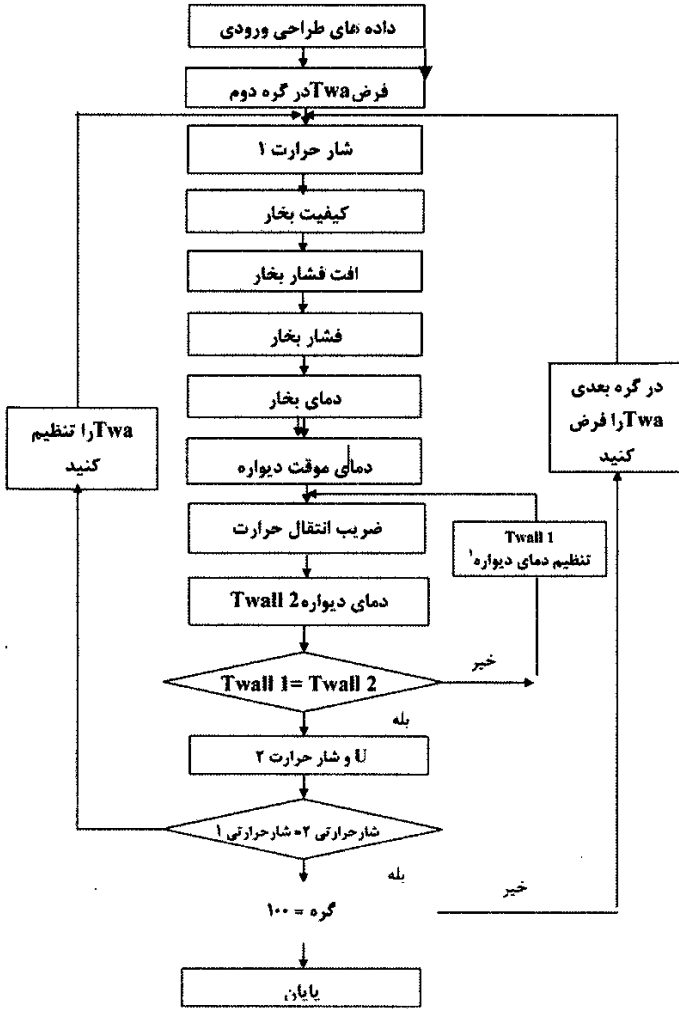 داده های طراحی ورودی
فرض Twa در گره دوم
شار حرارت ۱
کیفیت بخار
افت فشار بخار
فشار بخار
دمای بخار
دمای موقت دیواره
ضریب انتقال حرارت
دمای دیواره Twall 2
Twall 1= Twall 2
خیر
بله
U و شار حرارت ۲
شارحرارتی ۲= شارحرارتی ۱
بله
گره = ۱۰۰
خیر
پایان
Twa را تنظیم
کنید
در گره بعدی
Twa را فرض
کنید
Twall 1
تنظیم دمای دیواره ۱